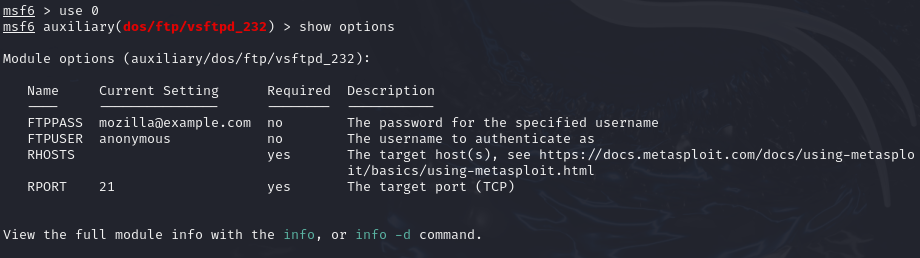 msf6 > use 0
msf6 auxiliary(dos/ftp/vsftpd_232) > show options
Module options (auxiliary/dos/ftp/vsftpd_232):
Name Current Setting Required Description
FTPPASS mozilla@example.com no The password for the specified username
FTPUSER anonymous no The username to authenticate as
RHOSTS yes The target host(s), see https://docs.metasploit.com/docs/using-metasplo
it/basics/using-metasploit.html
RPORT 21 yes The target port (TCP)
View the full module info with the info, or info -d command.